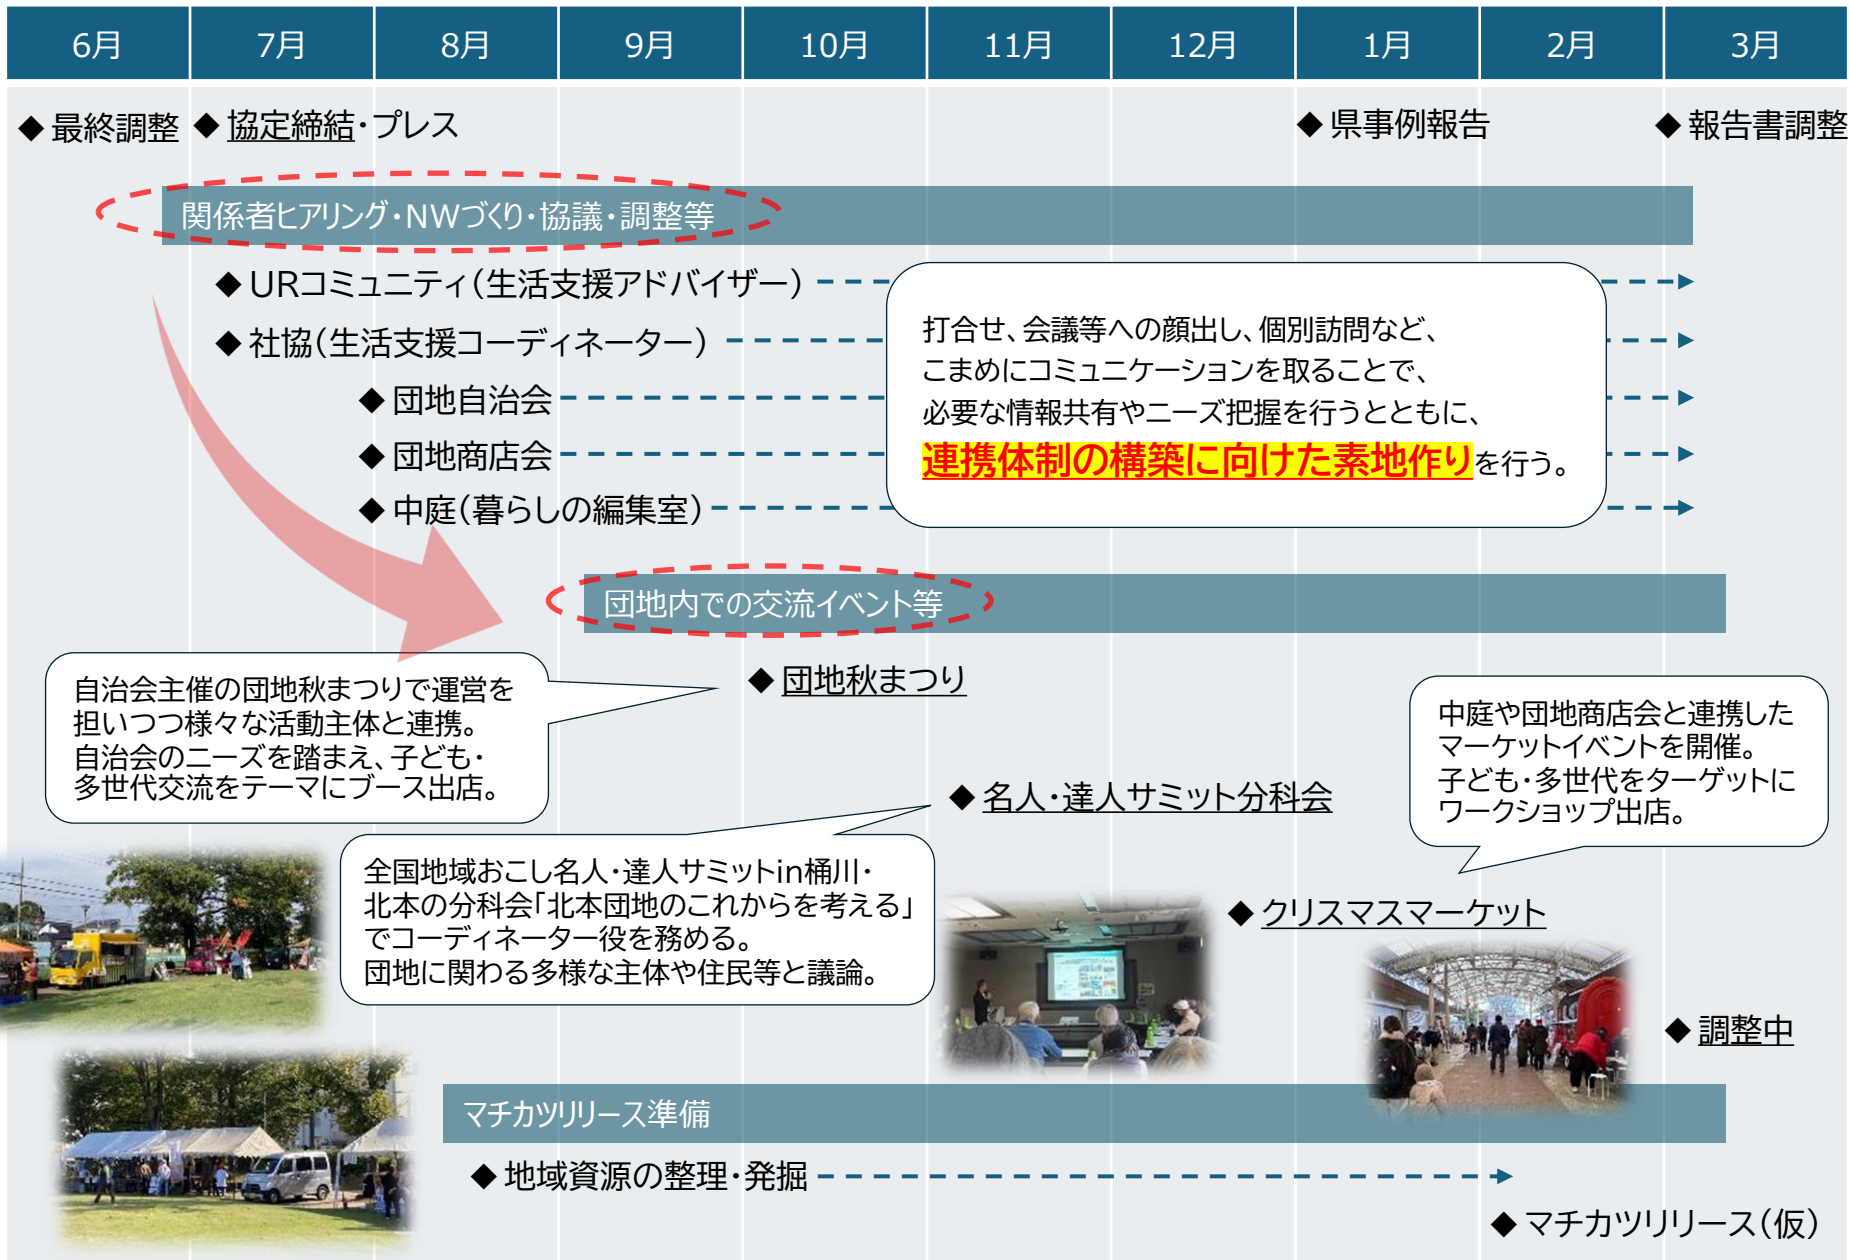 6月 7月 8月 9月 10月 11月 12月 1月 2月 3月
◆最終調整 ◆協定締結・プレス ◆県事例報告 ◆報告書調整
関係者ヒアリング・NWづくり・協議・調整等
◆URコミュニティ(生活支援アドバイザー)
◆社協(生活支援コーディネーター)
◆団地自治会
◆団地商店会
◆中庭(暮らしの編集室)
打合せ、会議等への顔出し、個別訪問など、
こまめにコミュニケーションを取ることで、
必要な情報共有やニーズ把握を行うとともに、
連携体制の構築に向けた素地作りを行う。
団地内での交流イベント等
◆団地秋まつり
自治会主催の団地秋まつりで運営を
担いつつ様々な活動主体と連携。
自治会のニーズを踏まえ、子ども・
多世代交流をテーマにブース出店。
◆名人・達人サミット分科会
全国地域おこし名人・達人サミットin桶川・
北本の分科会「北本団地のこれからを考える」
でコーディネーター役を務める。
団地に関わる多様な主体や住民等と議論。
中庭や団地商店会と連携した
マーケットイベントを開催。
子ども・多世代をターゲットに
ワークショップ出店。
◆クリスマスマーケット
◆調整中
マチカツリリース準備
◆地域資源の整理・発掘
◆マチカツリリース(仮)